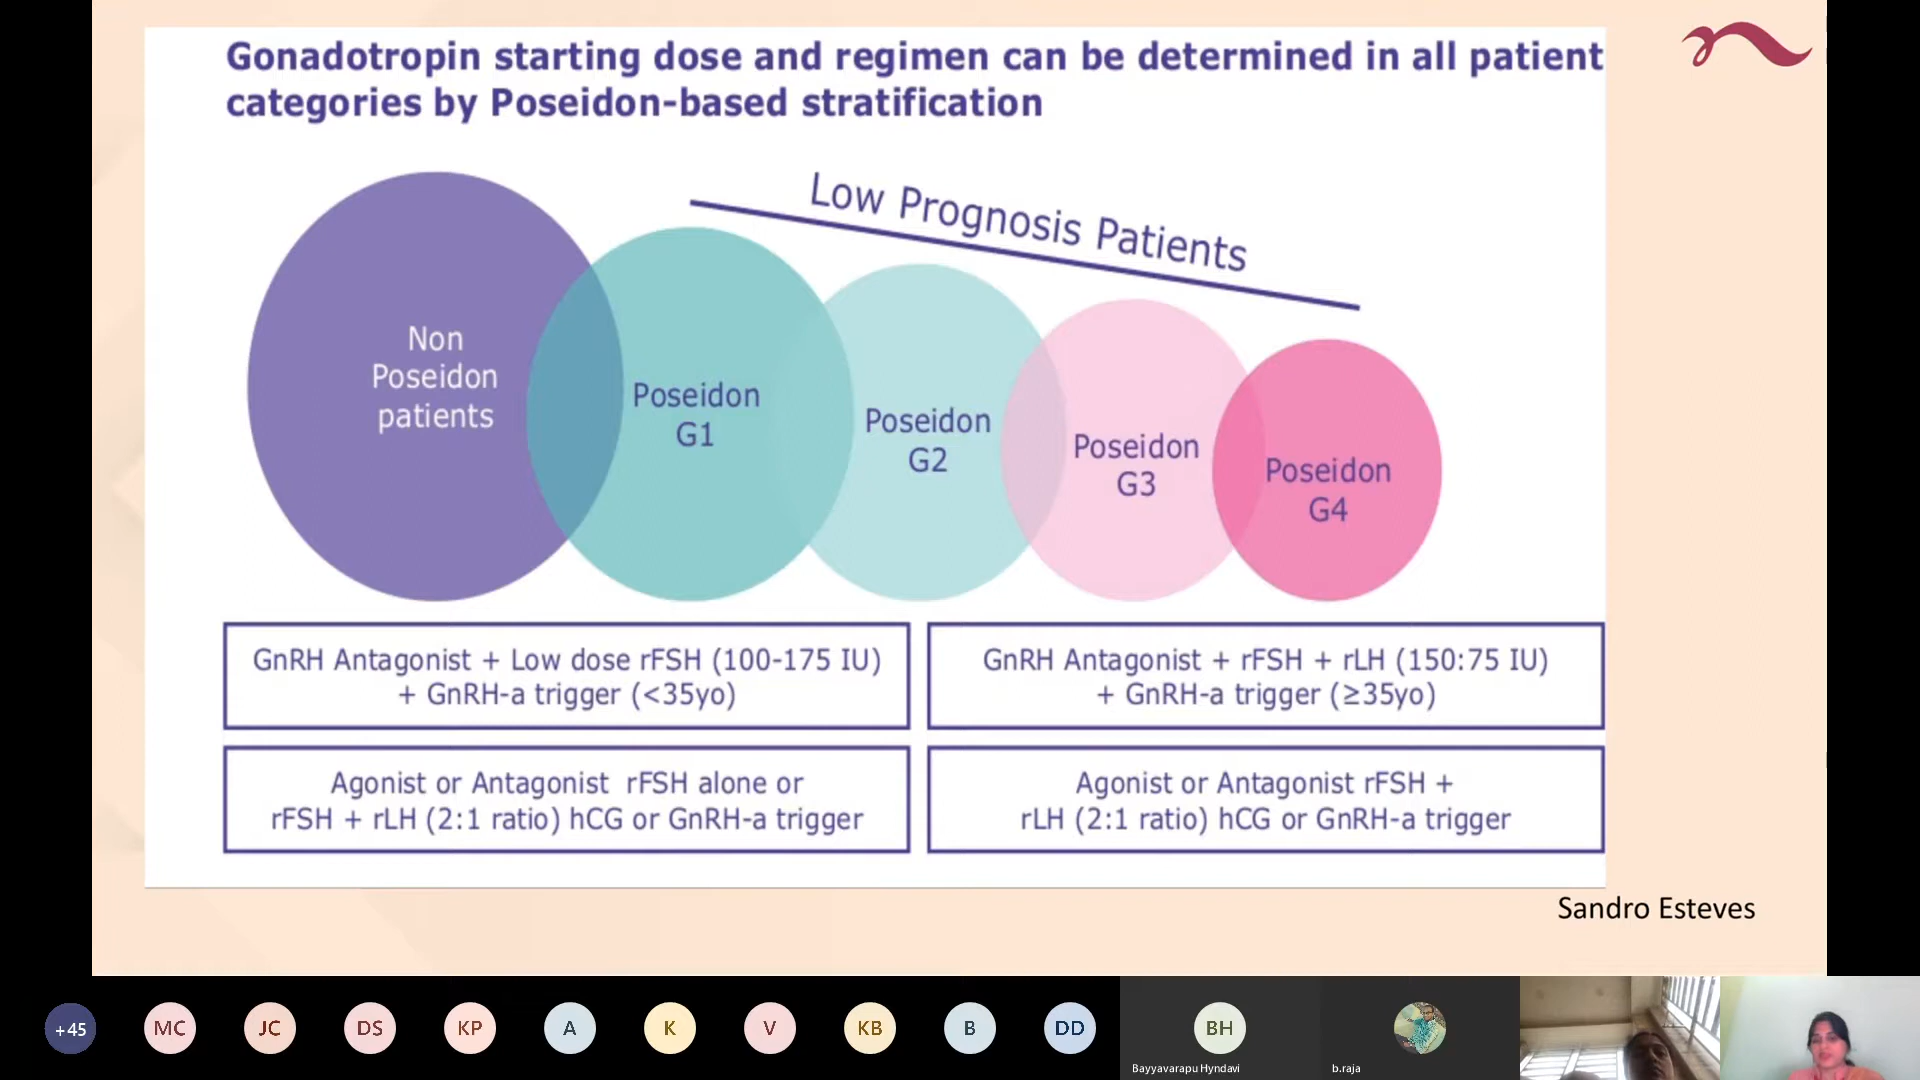 Gonadotropin starting dose and regimen can be determined in all patient
categories by Poseidon-based stratification
Low Prognosis Patients
Non
Poseidon
patients
Poseidon
G1
Poseidon
G2
Poseidon
G3
Poseidon
G4
GnRH Antagonist + Low dose rFSH (100-175 IU)
+ GnRH-a trigger (<35yo)
GnRH Antagonist + rFSH + rLH (150:75 IU)
+ GnRH-a trigger (≥35yo)
Agonist or Antagonist rFSH alone or
rFSH + rLH (2:1 ratio) hCG or GnRH-a trigger
Agonist or Antagonist rFSH +
rLH (2:1 ratio) hCG or GnRH-a trigger
Sandro Esteves
+45
MC
JC
DS
KP
A
K
V
KB
B
DD
BH
Bayyavarapu Hyndavi
b.raja